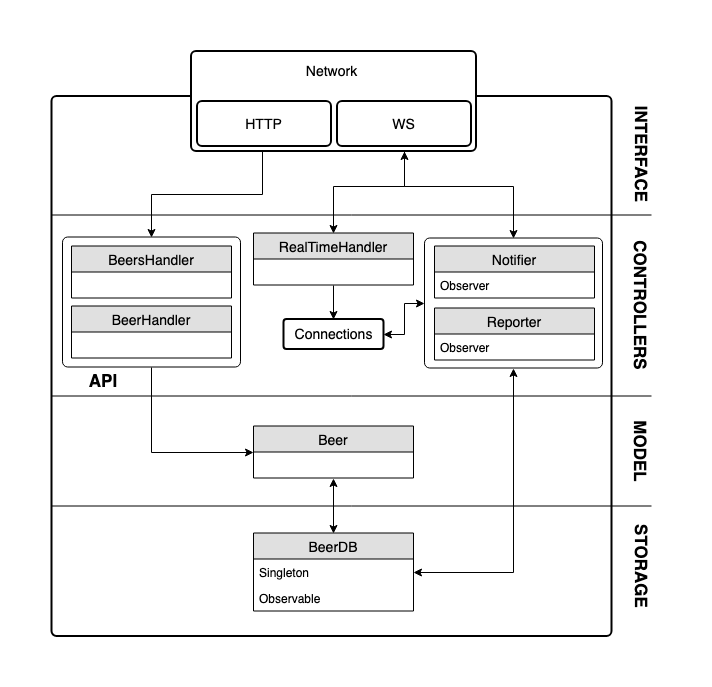 Network
HTTP
WS
INTERFACE
BeersHandler
BeerHandler
API
RealTimeHandler
Connections
Notifier
Observer
Reporter
Observer
CONTROLLERS
Beer
MODEL
BeerDB
Singleton
Observable
STORAGE